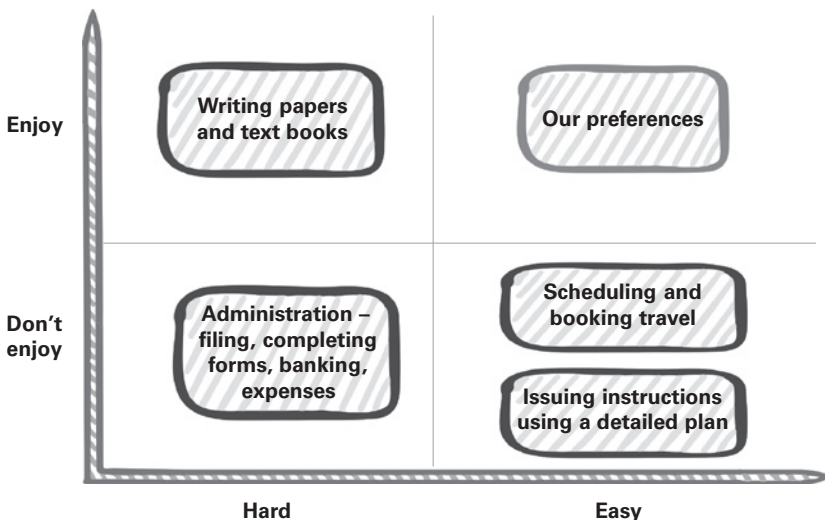 Enjoy
Writing papers
and text books
Our preferences
Don't
enjoy
Administration –
filing, completing
forms, banking,
expenses
Scheduling and
booking travel
Issuing instructions
using a detailed plan
Hard
Easy